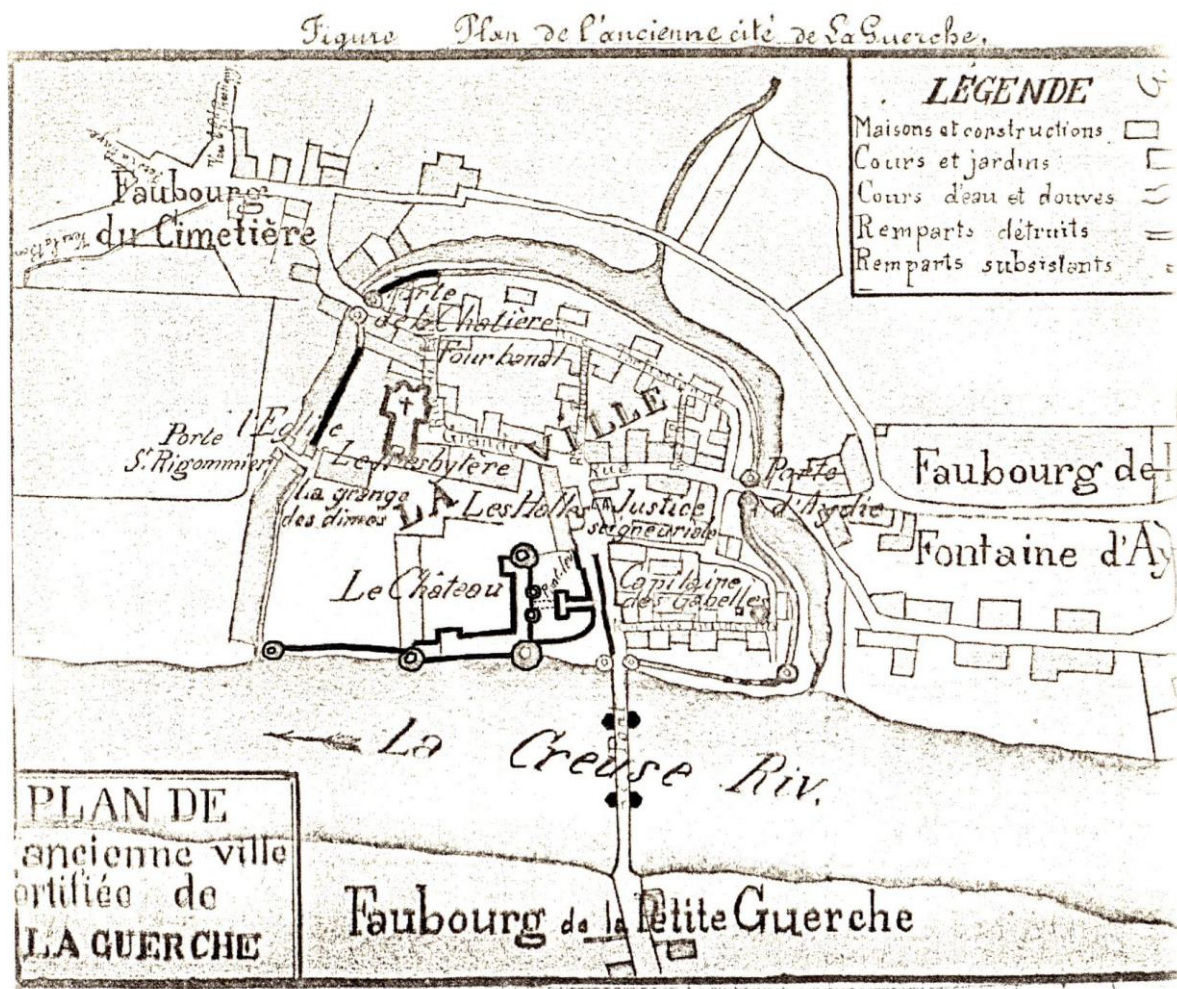 Figure Plan de l'ancienne cité de La Guerche.
LÉGENDE
Maisons et constructions
Cours et jardins
Cours d'eau et douves
Remparts détruits
Remparts subsistants
Faubourg
du Cimetière
Porte
de la Chatière
Four banal
VILLE
l'Eglise
Porte
St Rigommier
Grande
Rue
Le Presbytère
La grange
des dîmes
LA
Les Halles
A
Justice
seigneuriale
Porte
d'Aydie
Faubourg de
Fontaine d'Ay
Le Château
Capitaine
des Gabelles
La Creuse Riv.
PLAN DE
ancienne ville
ortifiée de
LA GUERCHE
Faubourg de la Petite Guerche